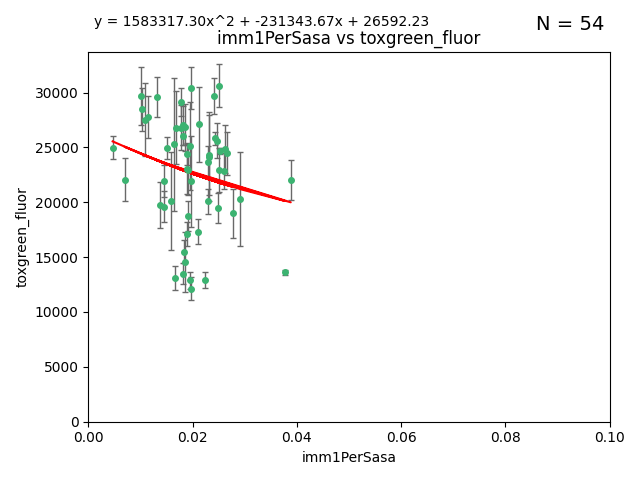 y = 1583317.30x^2 + -231343.67x + 26592.23
N = 54
imm1PerSasa vs toxgreen_fluor
30000
25000
20000
15000
10000
5000
0
toxgreen_fluor
0.00 0.02 0.04 0.06 0.08 0.10
imm1PerSasa